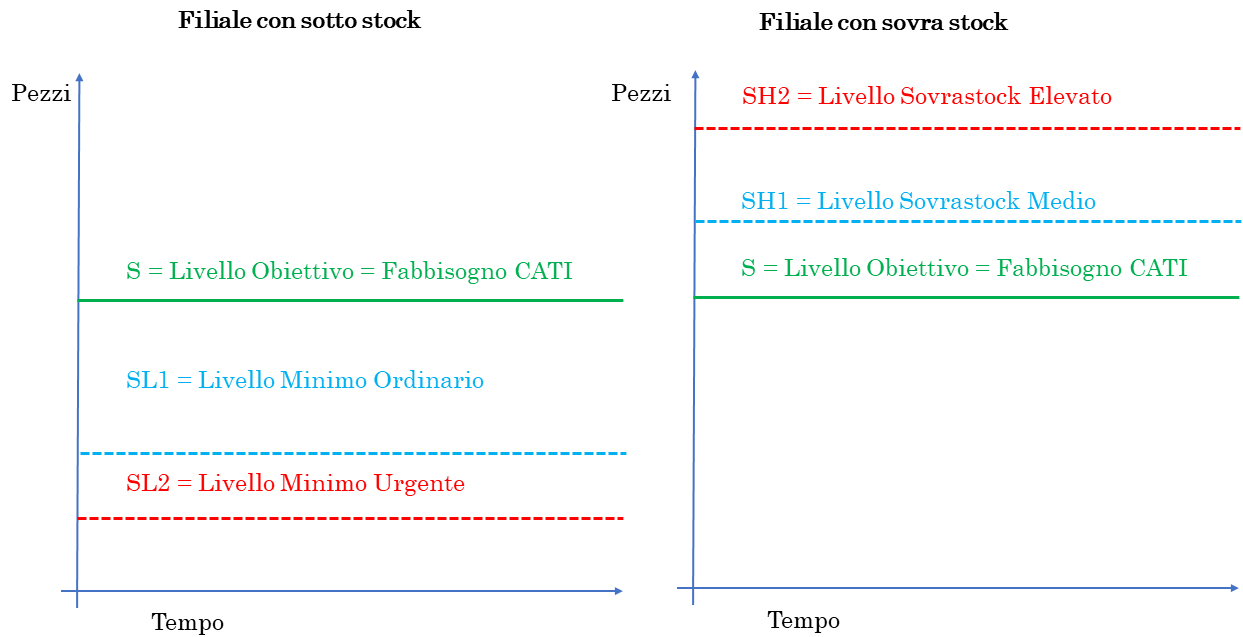 Filiale con sotto stock
Pezzi
S = Livello Obiettivo = Fabbisogno CATI
SL1 = Livello Minimo Ordinario
SL2 = Livello Minimo Urgente
Tempo
Filiale con sovra stock
Pezzi
SH2 = Livello Sovrastock Elevato
SH1 = Livello Sovrastock Medio
S = Livello Obiettivo = Fabbisogno CATI
Tempo